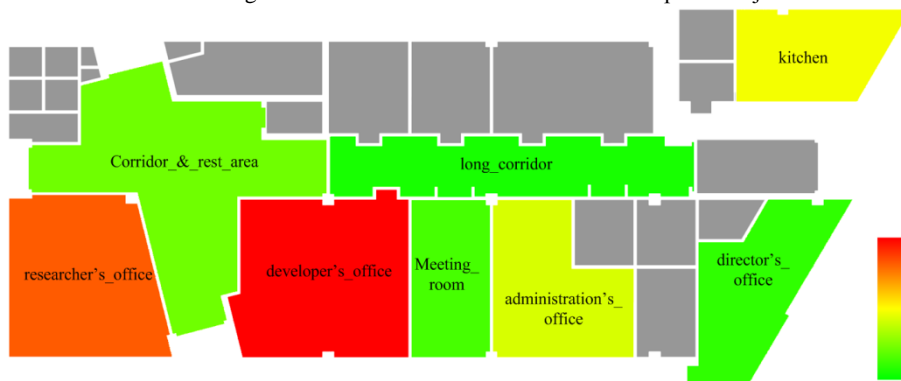 kitchen
Corridor_&_rest_area
long_corridor
researcher's_office
developer's_office
Meeting_
room
administration's_
office
director's_
office